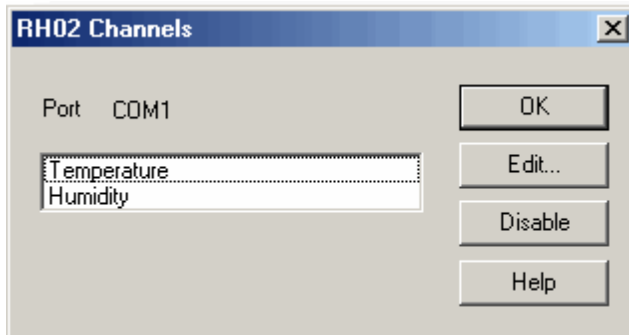 RH02 Channels
Port COM1
OK
Temperature
Humidity
Edit...
Disable
Help